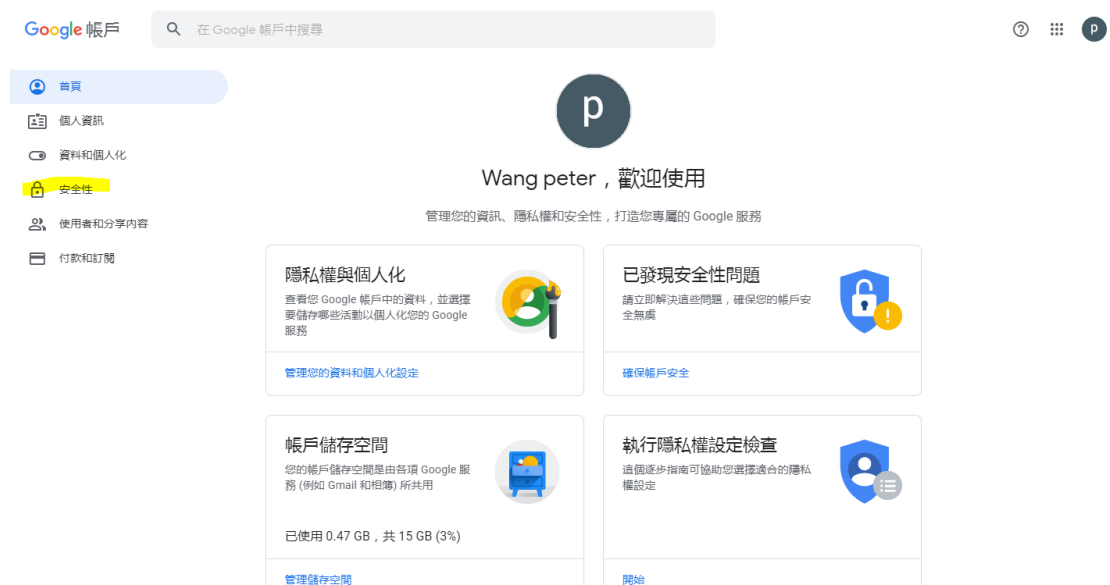 Google 帳戶
在 Google 帳戶中搜尋
p
首頁
個人資訊
資料和個人化
安全性
使用者和分享內容
付款和訂閱
p
Wang peter，歡迎使用
管理您的資訊、隱私權和安全性，打造您專屬的 Google 服務
隱私權與個人化
查看您 Google 帳戶中的資料，並選擇
要儲存哪些活動以個人化您的 Google
服務
管理您的資料和個人化設定
已發現安全性問題
請立即解決這些問題，確保您的帳戶安
全無虞
確保帳戶安全
帳戶儲存空間
您的帳戶儲存空間是由各項 Google 服
務 (例如 Gmail 和相簿) 所共用
已使用 0.47 GB，共 15 GB (3%)
管理儲存空間
執行隱私權設定檢查
這個逐步指南可協助您選擇適合的隱私
權設定
開始